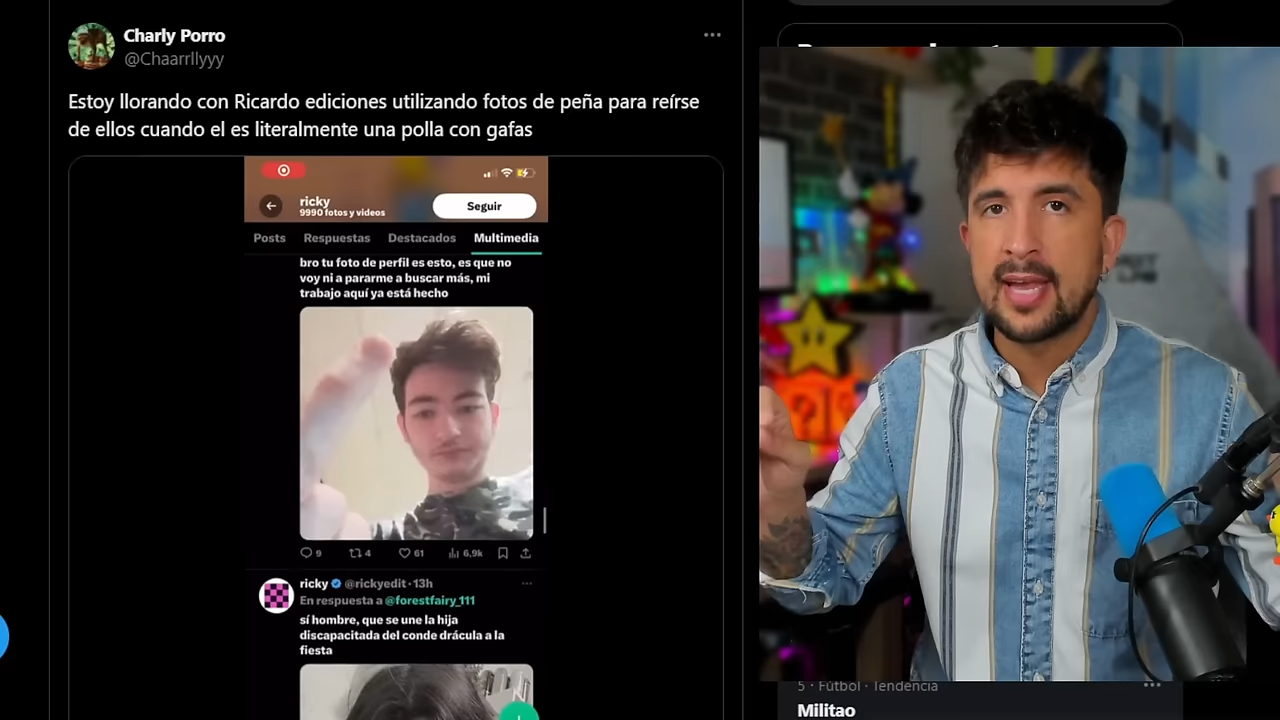 Charly Porro
@Chaarrllyyy
Estoy llorando con Ricardo ediciones utilizando fotos de peña para reírse
de ellos cuando el es literalmente una polla con gafas
ricky
9990 fotos y videos
Seguir
Posts Respuestas Destacados Multimedia
bro tu foto de perfil es esto, es que no
voy ni a pararme a buscar más, mi
trabajo aquí ya está hecho
9 4 61 6,9k
ricky @rickyedit · 13h
En respuesta a @forestfairy_111
sí hombre, que se une la hija
discapacitada del conde drácula a la
fiesta
5 · Fútbol · Tendencia
Militao